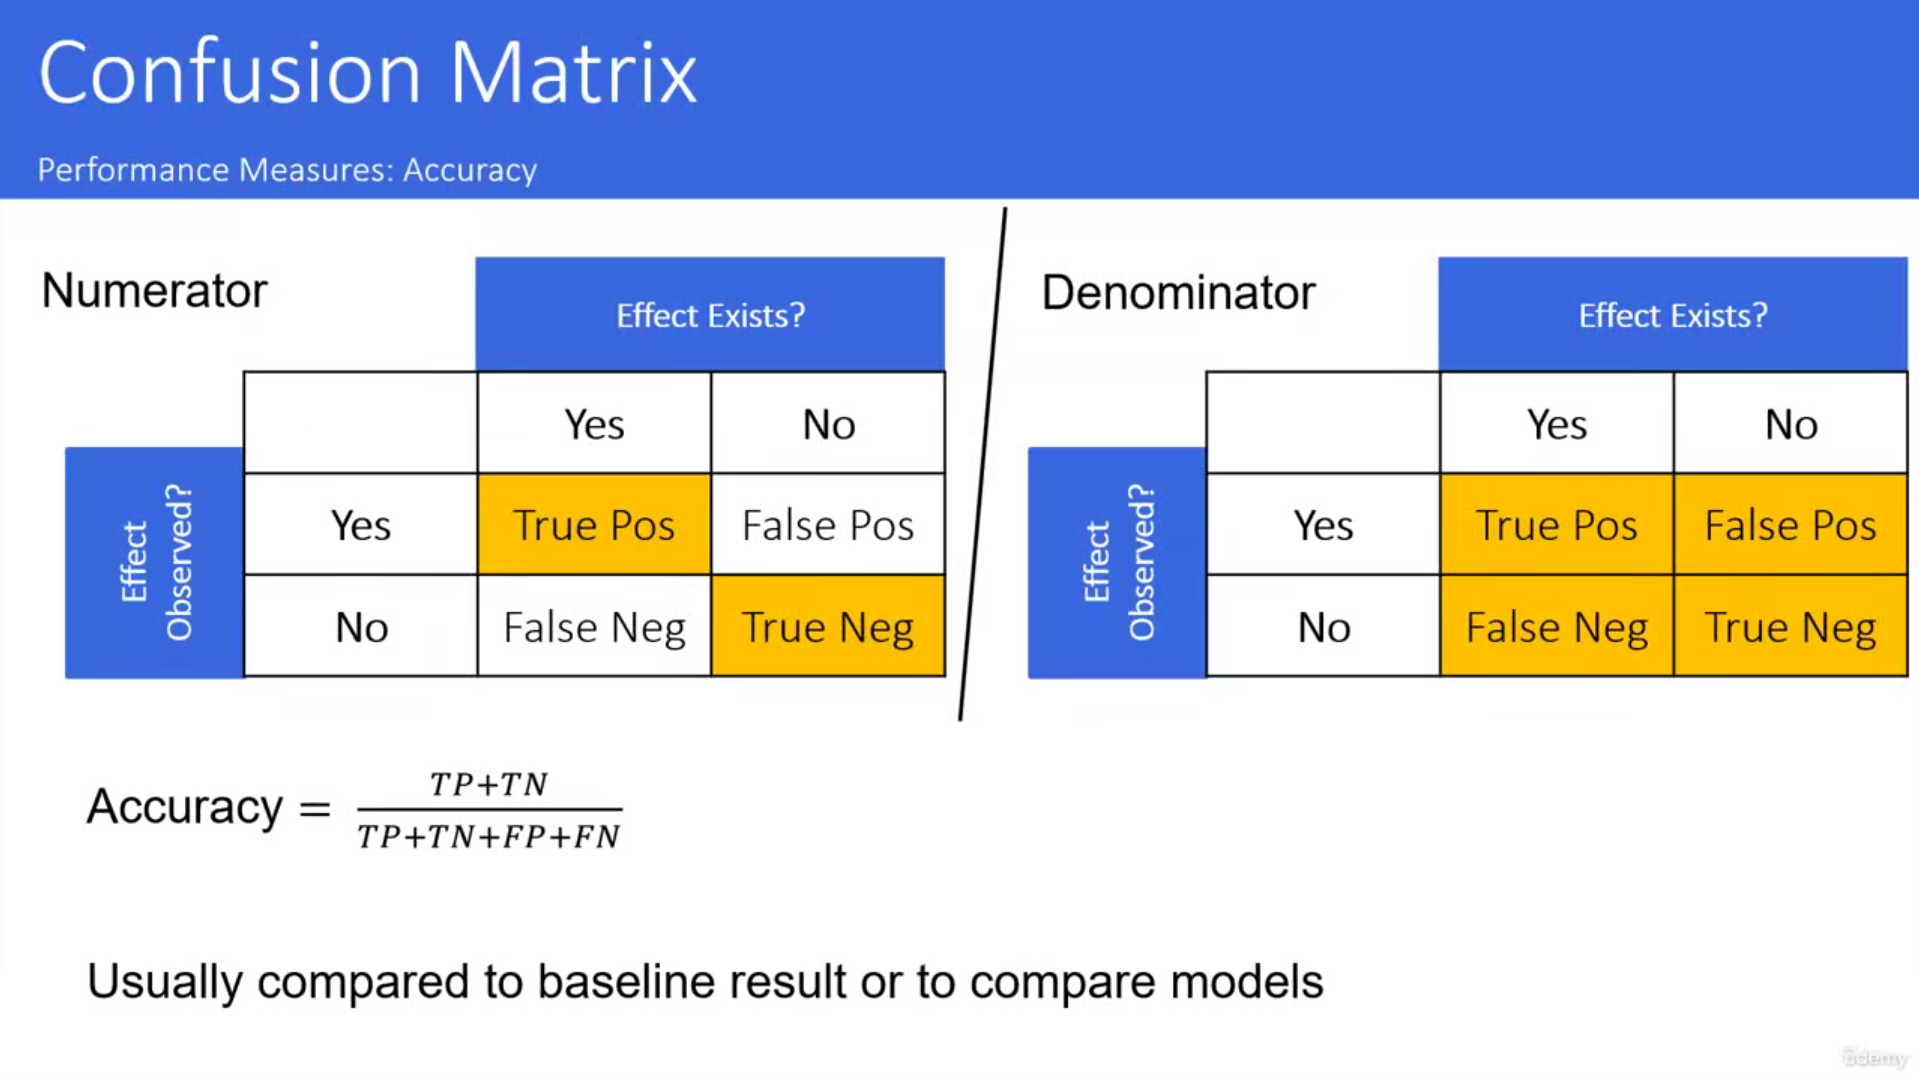 Confusion Matrix
Performance Measures: Accuracy
Numerator
Effect Exists?
Yes No
Effect
Observed?
Yes True Pos False Pos
No False Neg True Neg
Denominator
Effect Exists?
Yes No
Effect
Observed?
Yes True Pos False Pos
No False Neg True Neg
Accuracy = TP+TN
TP+TN+FP+FN
Usually compared to baseline result or to compare models
ûdemy